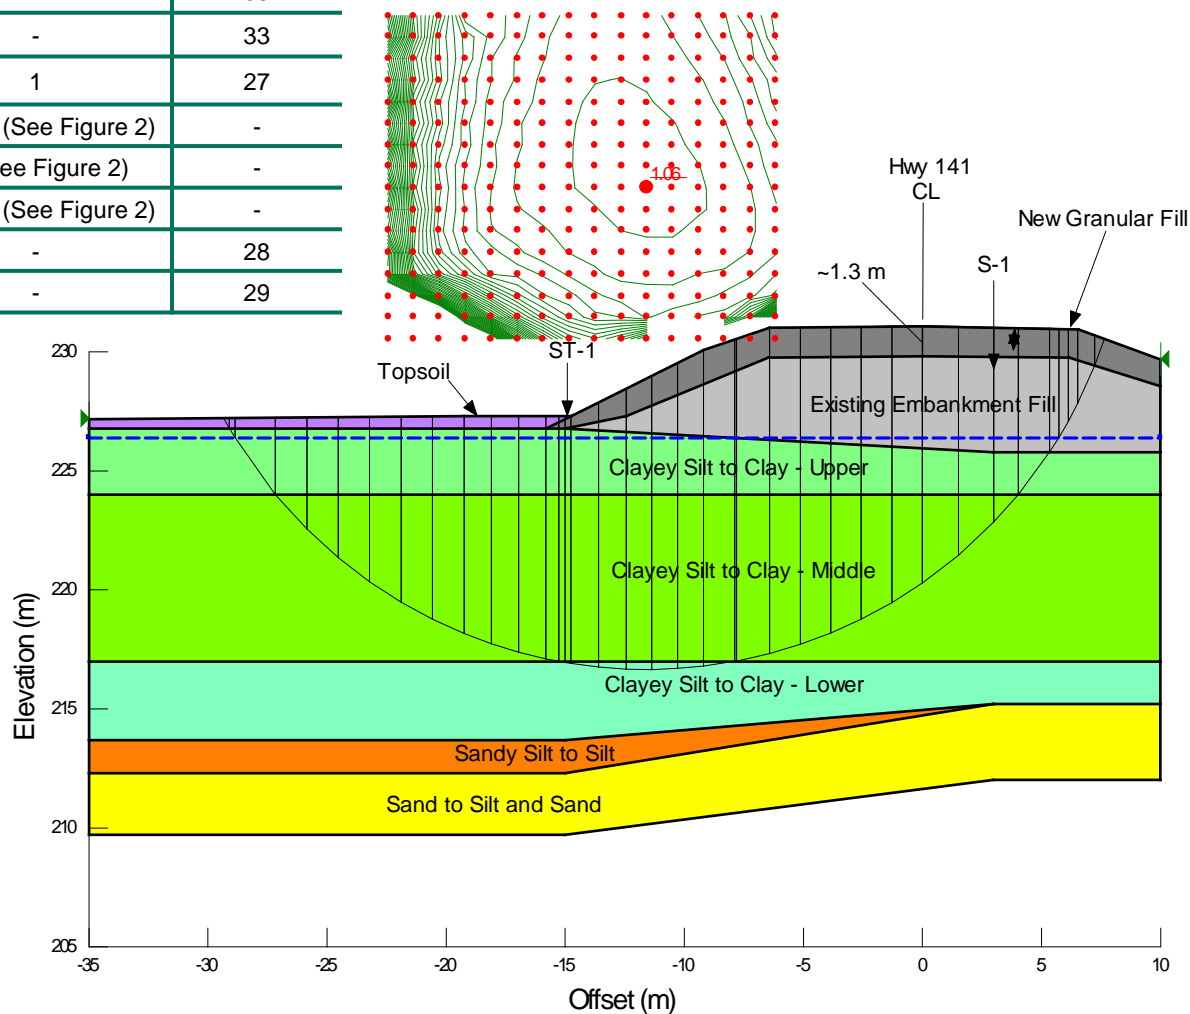 - 33
1 27
(See Figure 2) -
ee Figure 2) -
(See Figure 2) -
- 28
- 29
1.06
Hwy 141
CL
New Granular Fill
~1.3 m
S-1
ST-1
Topsoil
Existing Embankment Fill
Clayey Silt to Clay - Upper
Clayey Silt to Clay - Middle
Clayey Silt to Clay - Lower
Sandy Silt to Silt
Sand to Silt and Sand
Elevation (m)
230
225
220
215
210
205
-35 -30 -25 -20 -15 -10 -5 0 5 10
Offset (m)